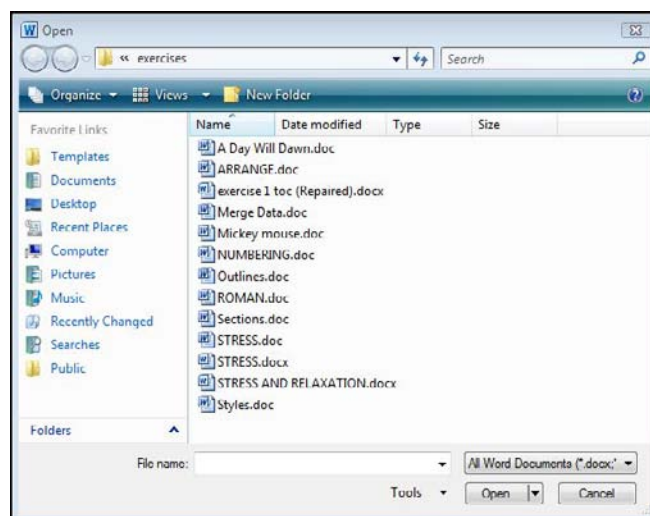 Open
« exercises
Search
Organize Views New Folder
Favorite Links
Templates
Documents
Desktop
Recent Places
Computer
Pictures
Music
Recently Changed
Searches
Public
Folders
Name Date modified Type Size
A Day Will Dawn.doc
ARRANGE.doc
exercise 1 toc (Repaired).docx
Merge Data.doc
Mickey mouse.doc
NUMBERING.doc
Outlines.doc
ROMAN.doc
Sections.doc
STRESS.doc
STRESS.docx
STRESS AND RELAXATION.docx
Styles.doc
File name:
All Word Documents (*.docx;*
Tools Open Cancel